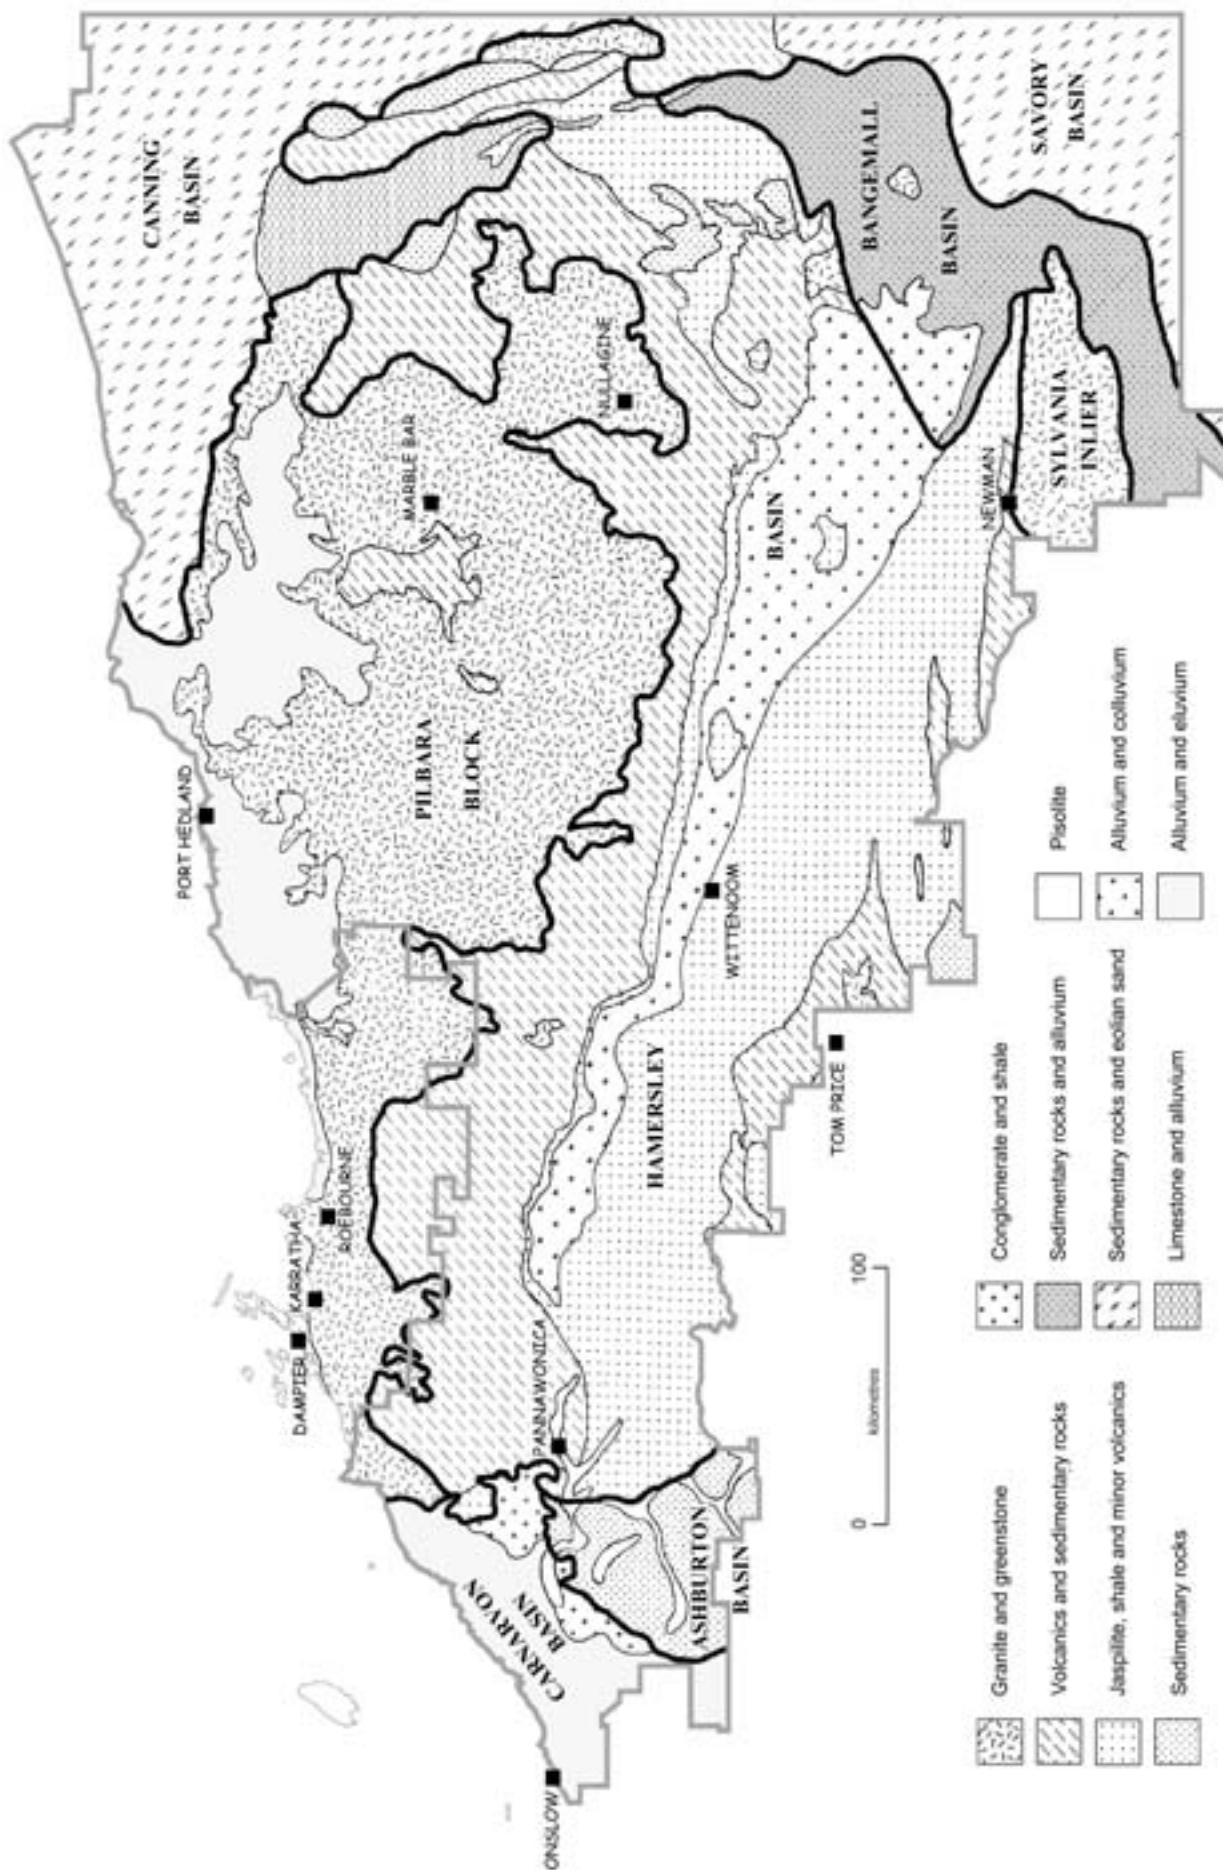 CANNING
BASIN
PORT HEDLAND
DAMPIER
KARRATHA
ROEBOURNE
MARBLE BAR
PILBARA
BLOCK
NULLAGINE
PANNAWONICA
CARNARVON
BASIN
ONSLOW
HAMERSLEY
BASIN
WITTENOOM
BANGEMALL
BASIN
ASHBURTON
BASIN
TOM PRICE
NEWMAN
SYLVANIA
INLIER
SAVORY
BASIN
0
100
kilometres
Granite and greenstone
Volcanics and sedimentary rocks
Jaspilite, shale and minor volcanics
Sedimentary rocks
Conglomerate and shale
Sedimentary rocks and alluvium
Sedimentary rocks and eolian sand
Limestone and alluvium
Pisolite
Alluvium and colluvium
Alluvium and eluvium